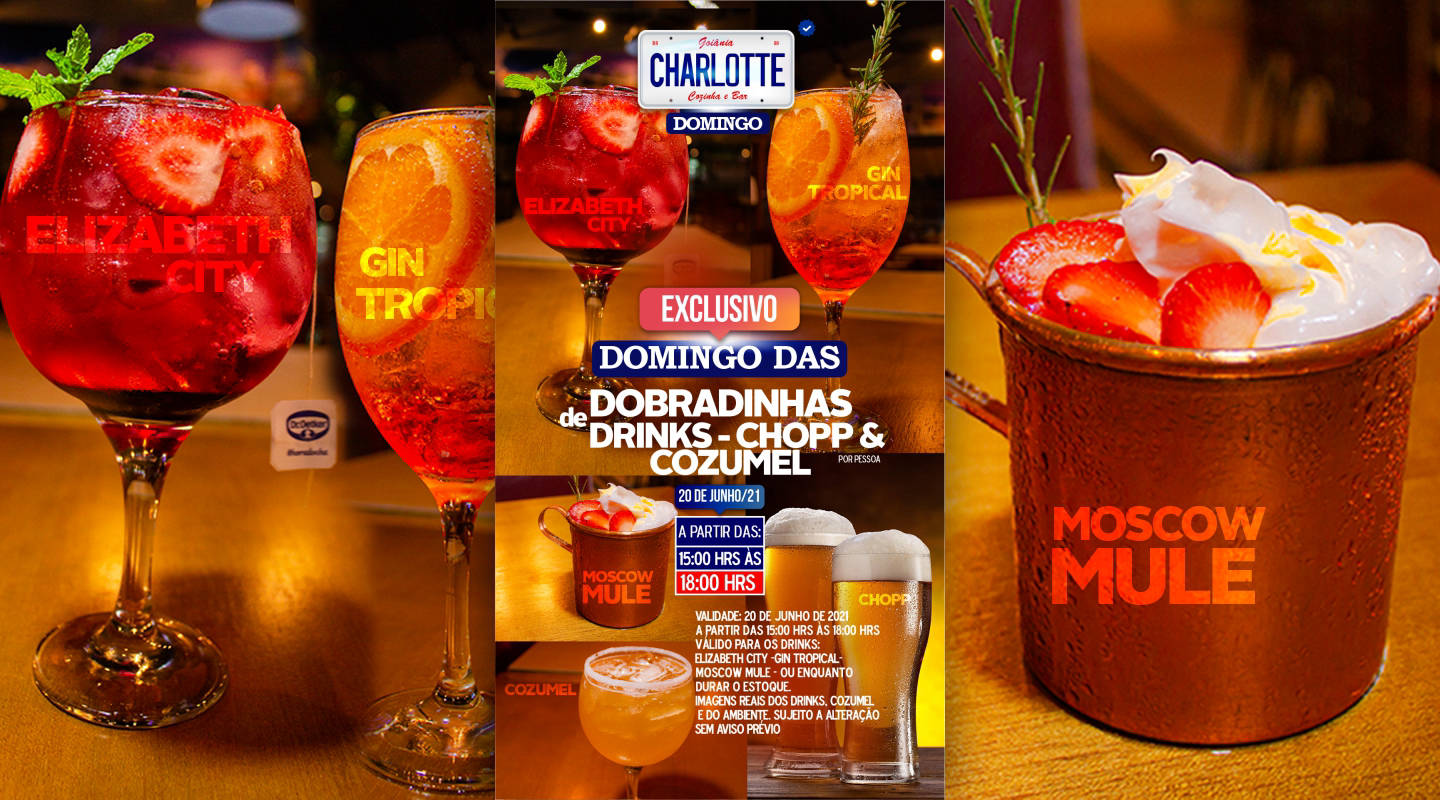 ELIZABETH
CITY
GIN
TROPIC
Dr.Oetker
Goiânia
CHARLOTTE
Cozinha e Bar
DOMINGO
ELIZABETH
CITY
GIN
TROPICAL
EXCLUSIVO
DOMINGO DAS
de DOBRADINHAS
DRINKS - CHOPP &
COZUMEL
POR PESSOA
20 DE JUNHO/21
A PARTIR DAS:
15:00 HRS ÀS
18:00 HRS
MOSCOW
MULE
CHOPP
COZUMEL
VALIDADE: 20 DE JUNHO DE 2021
A PARTIR DAS 15:00 HRS ÀS 18:00 HRS
VÁLIDO PARA OS DRINKS:
ELIZABETH CITY -GIN TROPICAL-
MOSCOW MULE - OU ENQUANTO
DURAR O ESTOQUE.
IMAGENS REAIS DOS DRINKS, COZUMEL
E DO AMBIENTE. SUJEITO A ALTERAÇÃO
SEM AVISO PRÉVIO
MOSCOW
MULE